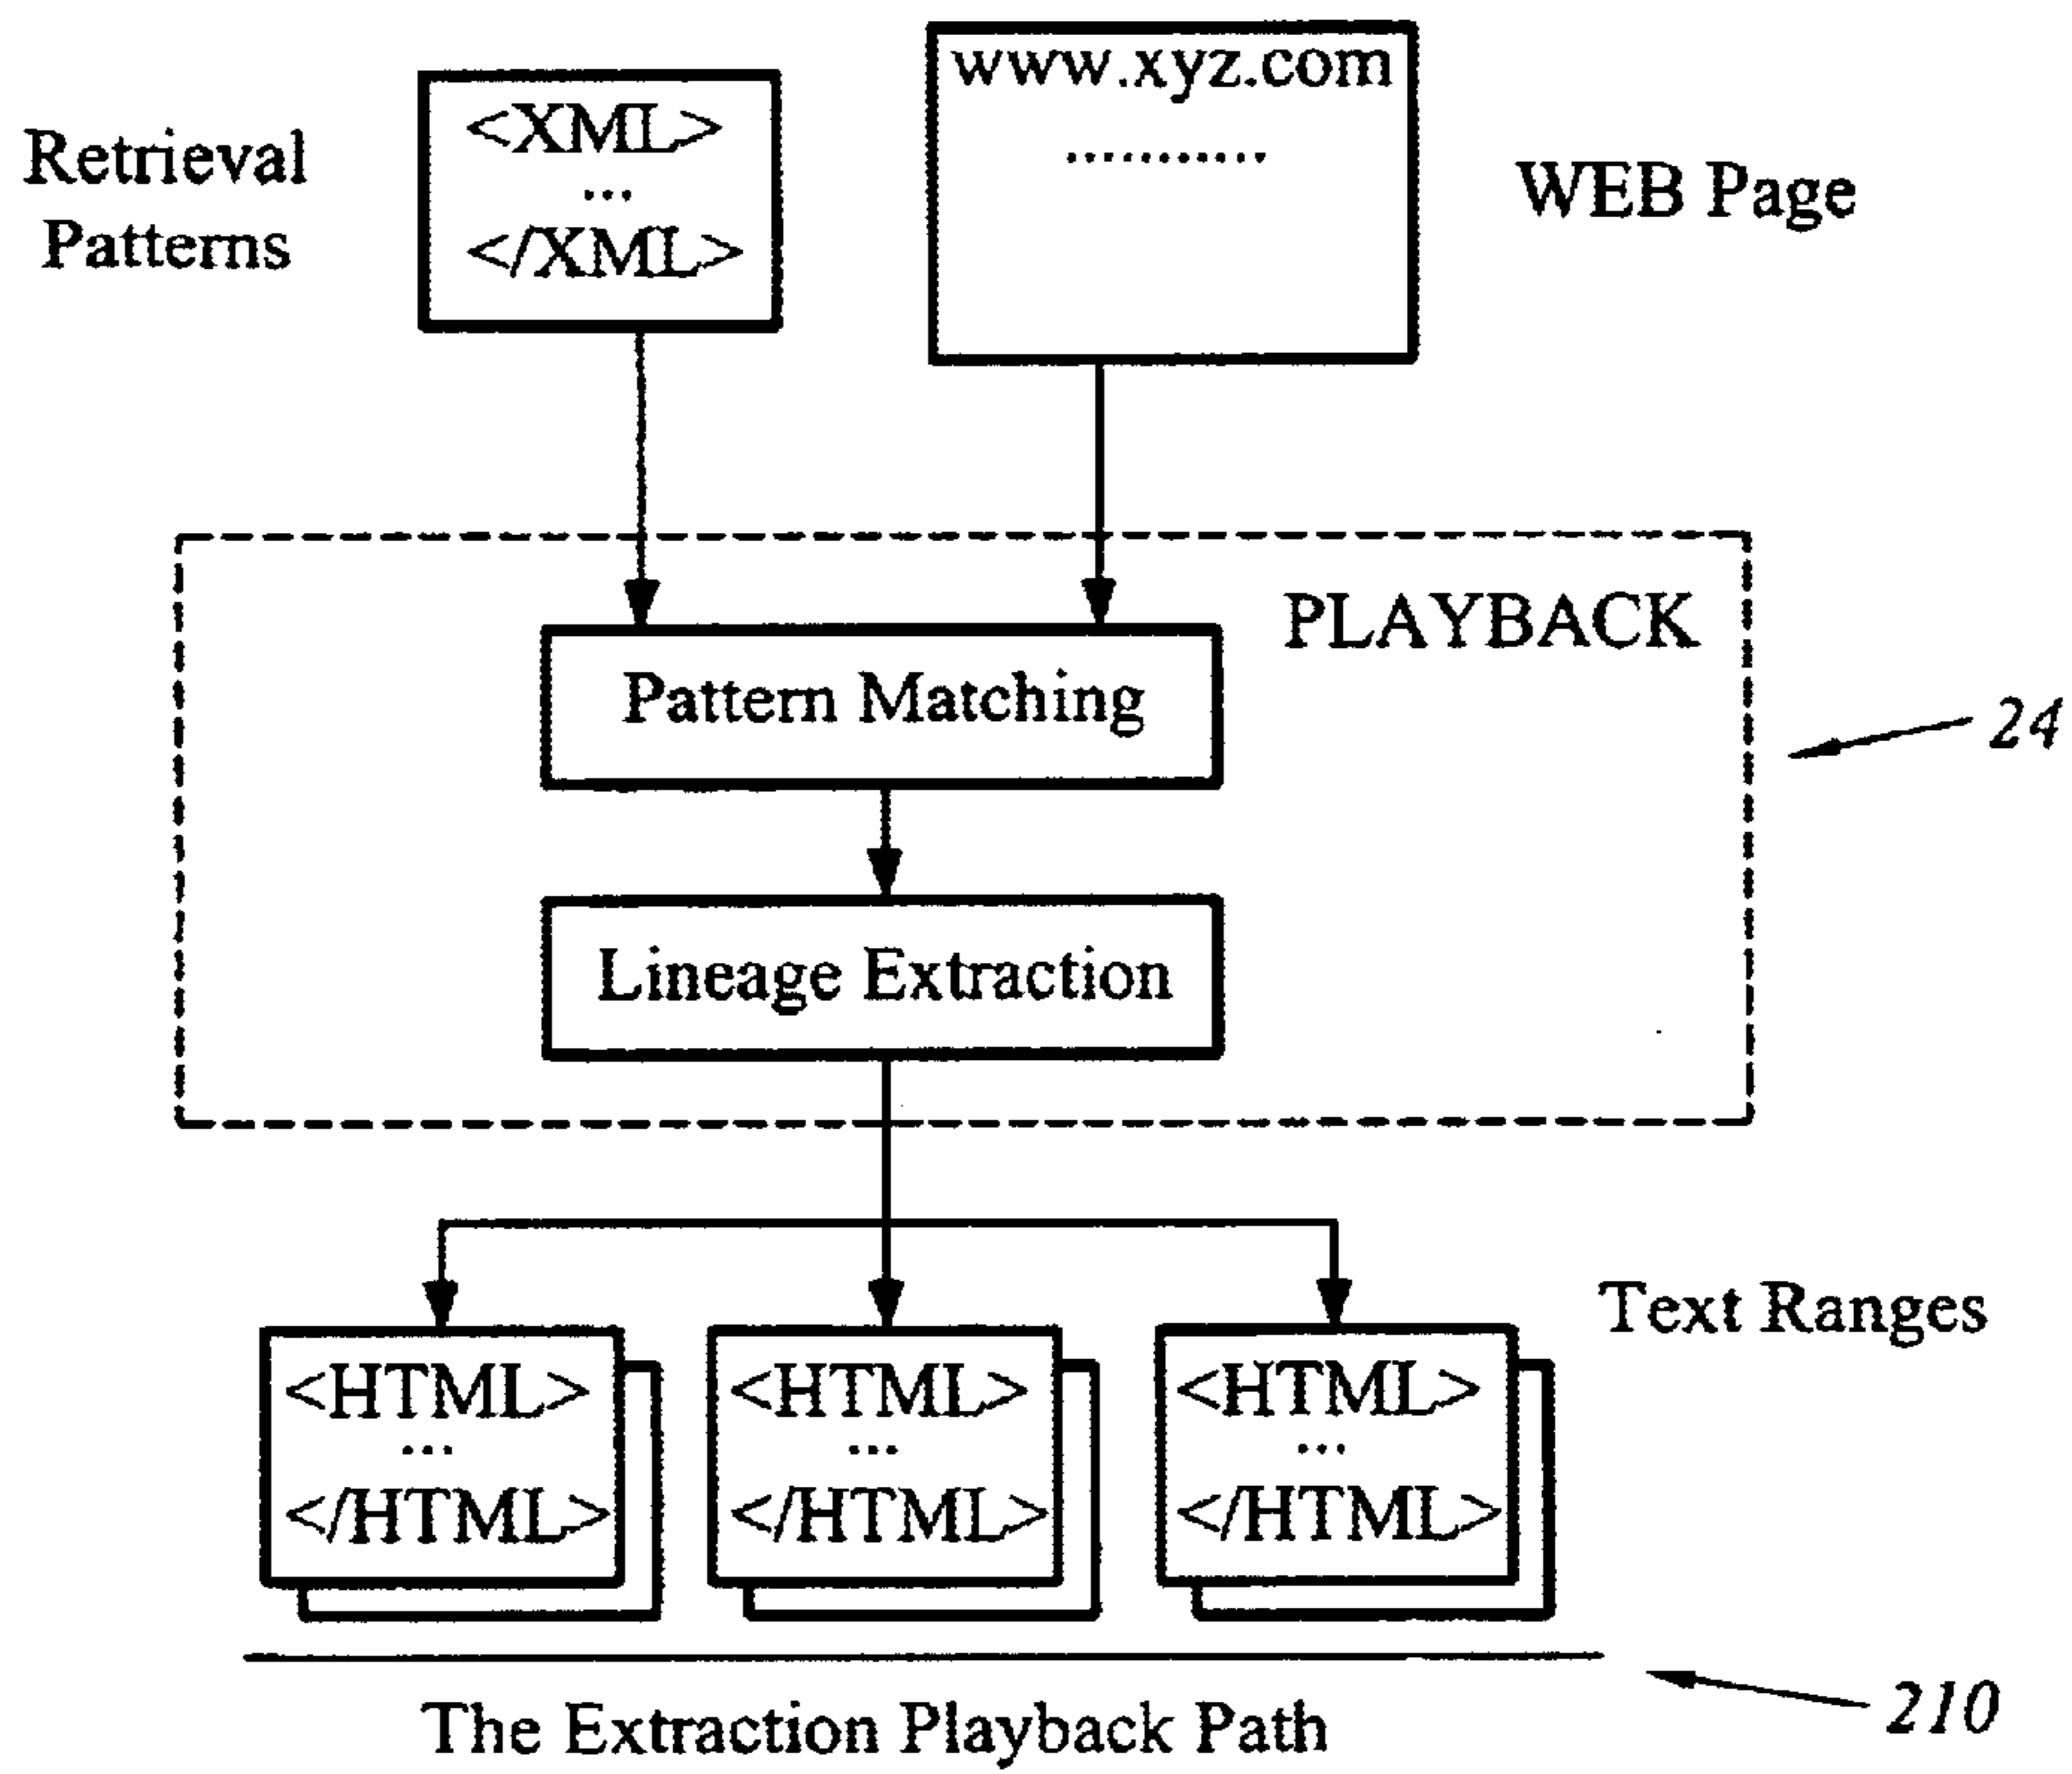 Retrieval
Patterns
<XML>
...
</XML>
www.xyz.com
...........
WEB Page
PLAYBACK
Pattern Matching
24
Lineage Extraction
Text Ranges
<HTML>
...
</HTML>
<HTML>
...
</HTML>
<HTML>
...
</HTML>
210
The Extraction Playback Path